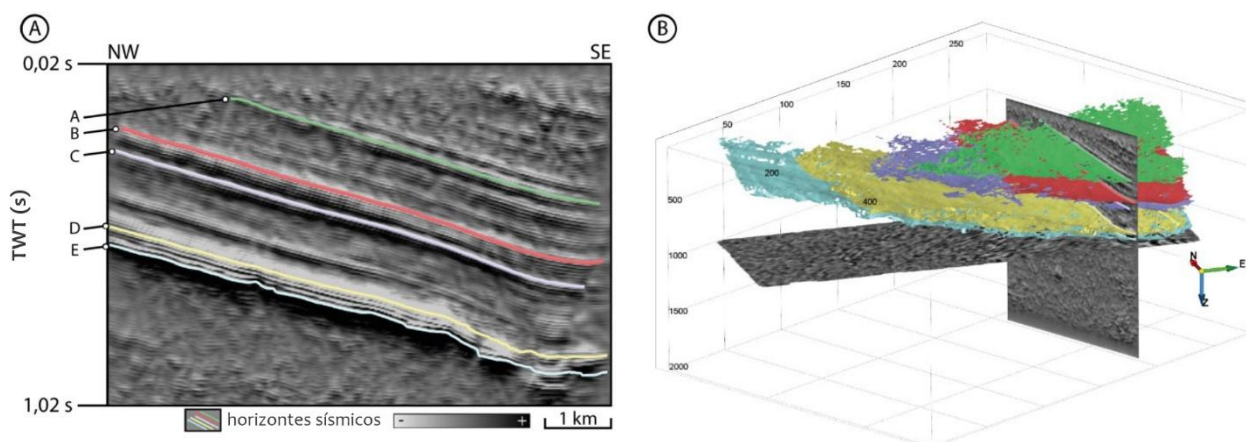 A
NW
SE
0,02 s
A
B
C
D
E
TWT (s)
1,02 s
horizontes sísmicos
-
+
1 km
B
250
200
150
100
50
200
400
500
1000
1500
2000
N
E
Z